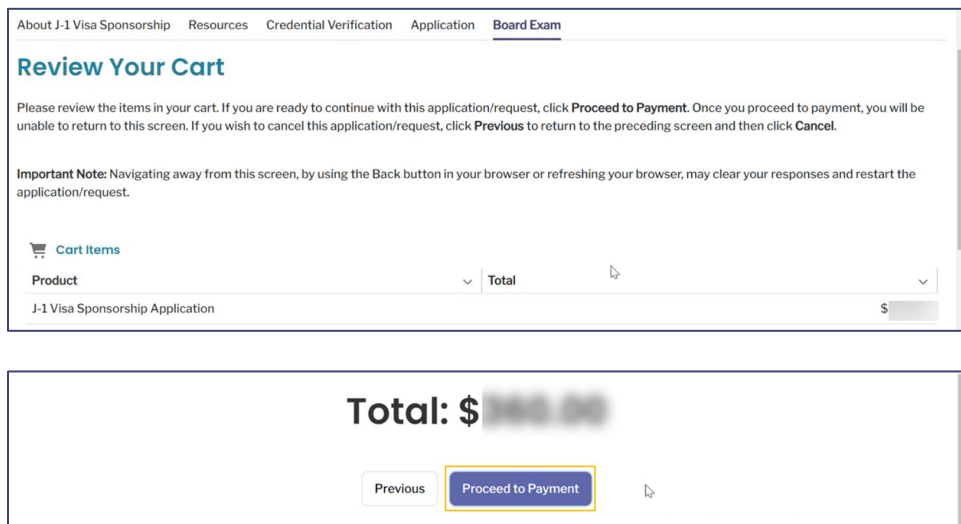 About J-1 Visa Sponsorship Resources Credential Verification Application Board Exam
Review Your Cart
Please review the items in your cart. If you are ready to continue with this application/request, click Proceed to Payment. Once you proceed to payment, you will be
unable to return to this screen. If you wish to cancel this application/request, click Previous to return to the preceding screen and then click Cancel.
Important Note: Navigating away from this screen, by using the Back button in your browser or refreshing your browser, may clear your responses and restart the
application/request.
Cart Items
Product Total
J-1 Visa Sponsorship Application $
Total: $
Previous Proceed to Payment